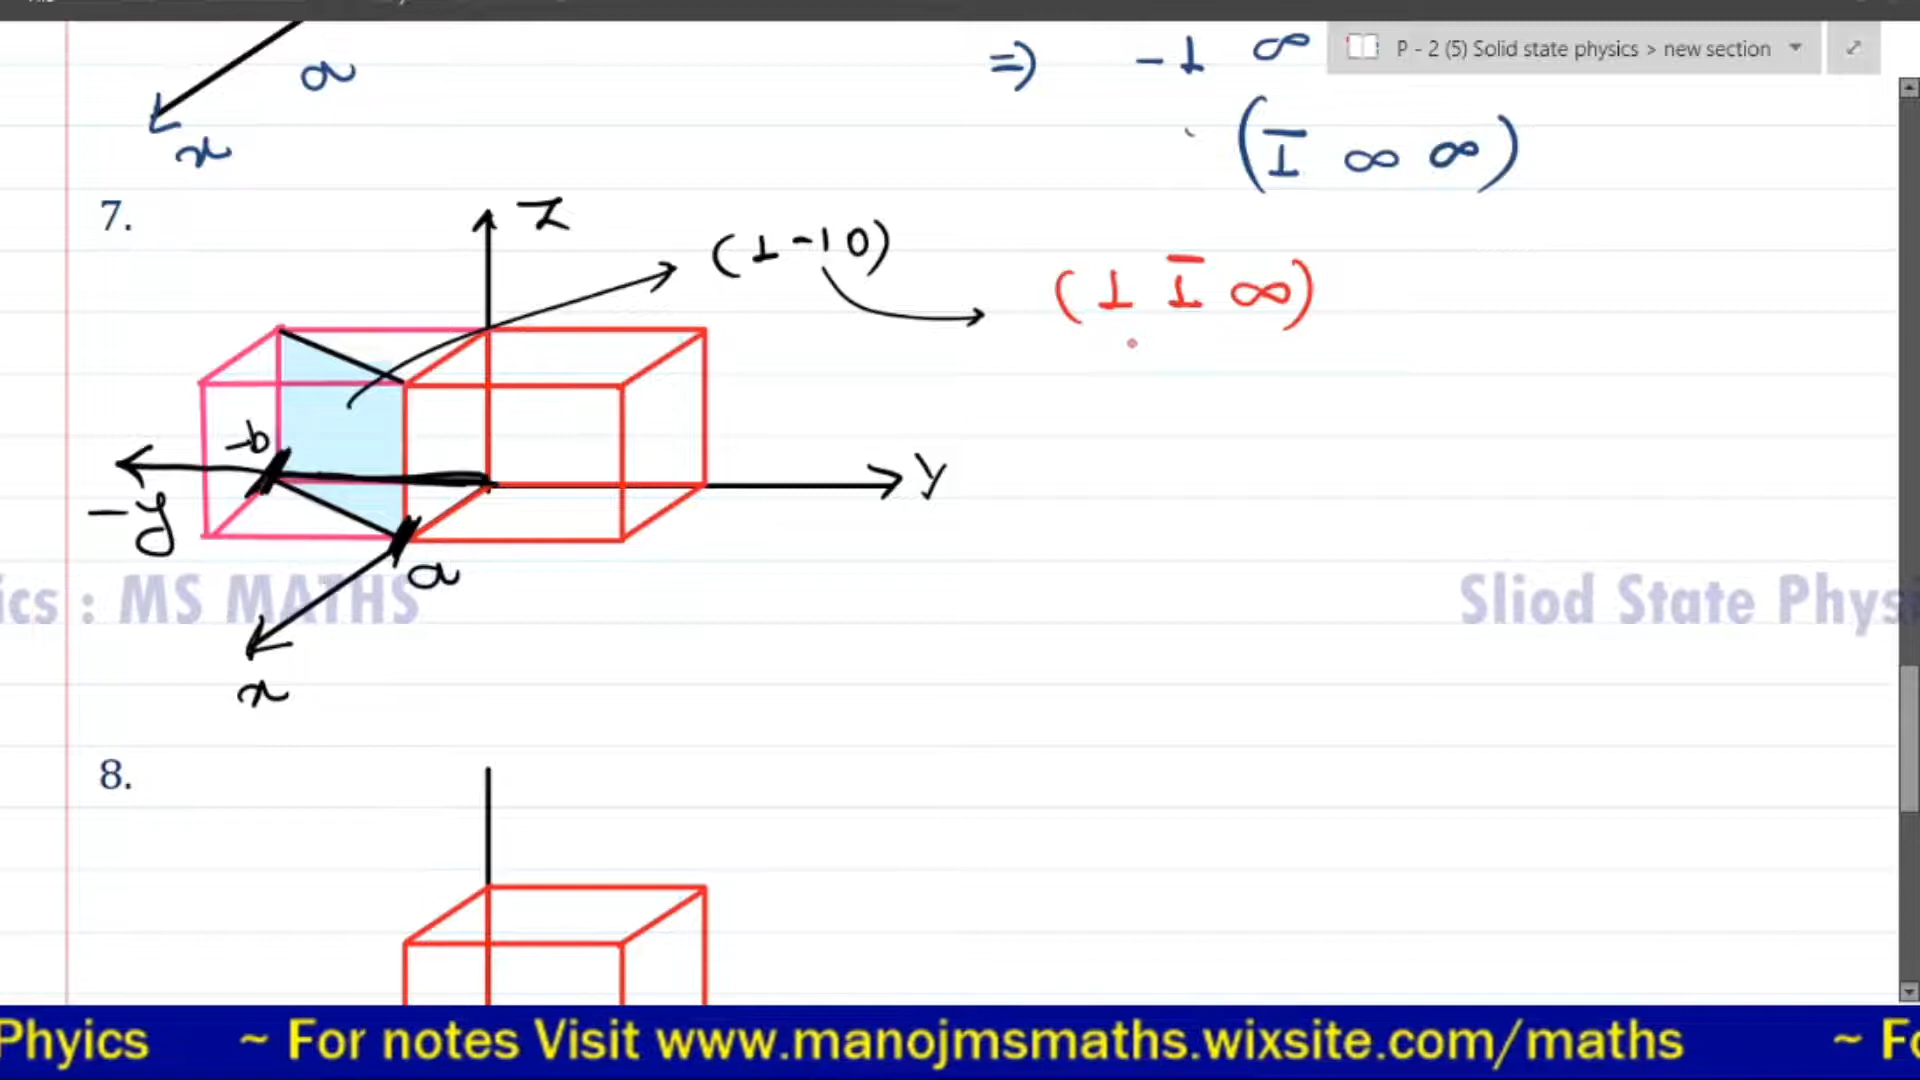 P - 2 (5) Solid state physics > new section
a
x
=) -1 ∞
(1̅ ∞ ∞)
7.
z
(1 -1 0)
(1 1̅ ∞)
-b
y
-y
a
x
ics : MS MATHS
Sliod State Physi
8.
Phyics ~ For notes Visit www.manojmsmaths.wixsite.com/maths ~ Fo